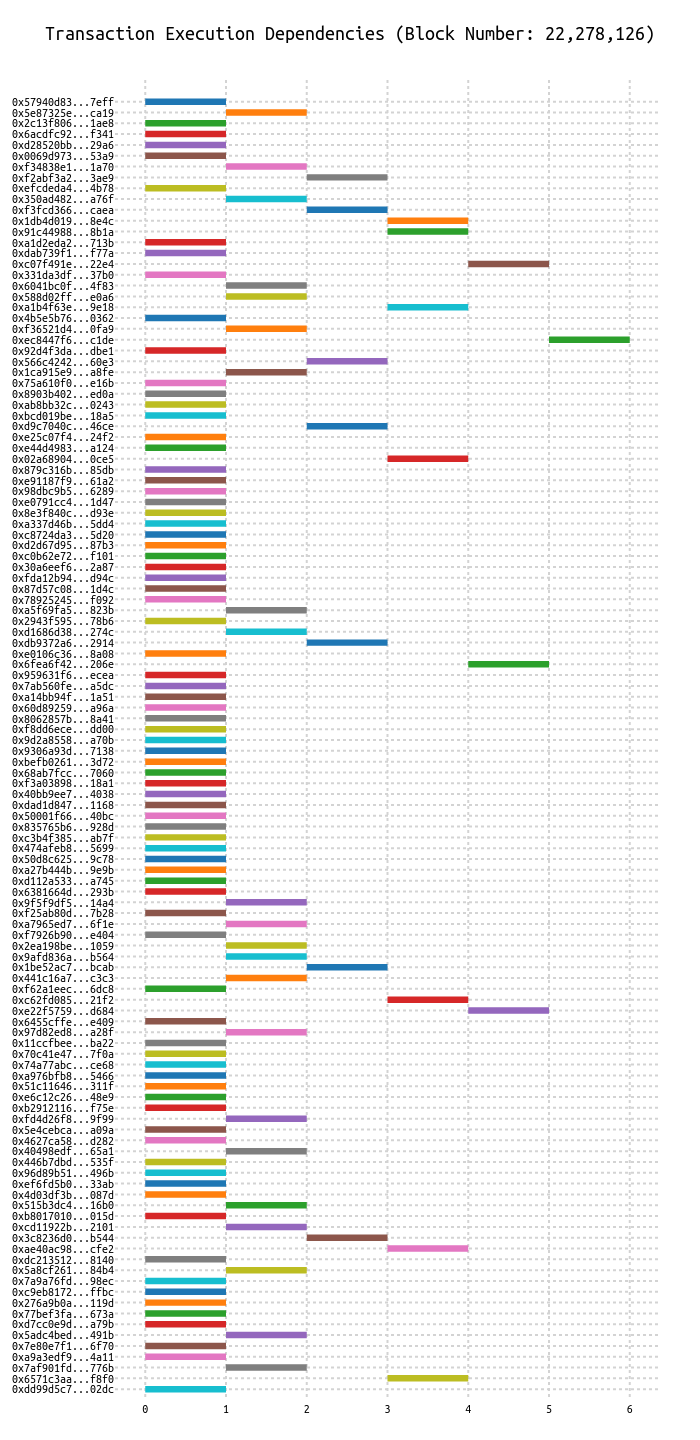 Transaction Execution Dependencies (Block Number: 22,278,126)
0x57940d83...7eff
0x5e87325e...ca19
0x2c13f806...1ae8
0x6acdfc92...f341
0xd28520bb...29a6
0x0069d973...53a9
0xf34838e1...1a70
0xf2abf3a2...3ae9
0xefcdeda4...4b78
0x350ad482...a76f
0xf3fcd366...caea
0x1db4d019...8e4c
0x91c44988...8b1a
0xa1d2eda2...713b
0xdab739f1...f77a
0xc07f491e...22e4
0x331da3df...37b0
0x6041bc0f...4f83
0x588d02ff...e0a6
0xa1b4f63e...9e18
0x4b5e5b76...0362
0xf36521d4...0fa9
0xec8447f6...c1de
0x92d4f3da...dbe1
0x566c4242...60e3
0x1ca915e9...a8fe
0x75a610f0...e16b
0x8903b402...ed0a
0xab8bb32c...0243
0xbcd019be...18a5
0xd9c7040c...46ce
0xe25c07f4...24f2
0xe44d4983...a124
0x02a68904...0ce5
0x879c316b...85db
0xe91187f9...61a2
0x98dbc9b5...6289
0xe0791cc4...1d47
0x8e3f840c...d93e
0xa337d46b...5dd4
0xc8724da3...5d20
0xd2d67d95...87b3
0xc0b62e72...f101
0x30a6eef6...2a87
0xfda12b94...d94c
0x87d57c08...1d4c
0x78925245...f092
0xa5f69fa5...823b
0x2943f595...78b6
0xd1686d38...274c
0xdb9372a6...2914
0xe0106c36...8a08
0x6fea6f42...206e
0x959631f6...ecea
0x7ab560fe...a5dc
0xa14bb94f...1a51
0x60d89259...a96a
0x8062857b...8a41
0xf8dd6ece...dd00
0x9d2a8558...a70b
0x9306a93d...7138
0xbefb0261...3d72
0x68ab7fcc...7060
0xf3a03898...18a1
0x40bb9ee7...4038
0xdad1d847...1168
0x50001f66...40bc
0x835765b6...928d
0xc3b4f385...ab7f
0x474afeb8...5699
0x50d8c625...9c78
0xa27b444b...9e9b
0xd112a533...a745
0x6381664d...293b
0x9f5f9df5...14a4
0xf25ab80d...7b28
0xa7965ed7...6f1e
0xf7926b90...e404
0x2ea198be...1059
0x9afd836a...b564
0x1be52ac7...bcab
0x441c16a7...c3c3
0xf62a1eec...6dc8
0xc62fd085...21f2
0xe22f5759...d684
0x6455cffe...e409
0x97d82ed8...a28f
0x11ccfbee...ba22
0x70c41e47...7f0a
0x74a77abc...ce68
0xa976bfb8...5466
0x51c11646...311f
0xe6c12c26...48e9
0xb2912116...f75e
0xfd4d26f8...9f99
0x5e4cebca...a09a
0x4627ca58...d282
0x40498edf...65a1
0x446b7dbd...535f
0x96d89b51...496b
0xef6fd5b0...33ab
0x4d03df3b...087d
0x515b3dc4...16b0
0xb8017010...015d
0xcd11922b...2101
0x3c8236d0...b544
0xae40ac98...cfe2
0xdc213512...8140
0x5a8cf261...84b4
0x7a9a76fd...98ec
0xc9eb8172...ffbc
0x276a9b0a...119d
0x77bef3fa...673a
0xd7cc0e9d...a79b
0x5adc4bed...491b
0x7e80e7f1...6f70
0xa9a3edf9...4a11
0x7af901fd...776b
0x6571c3aa...f8f0
0xdd99d5c7...02dc
0 1 2 3 4 5 6